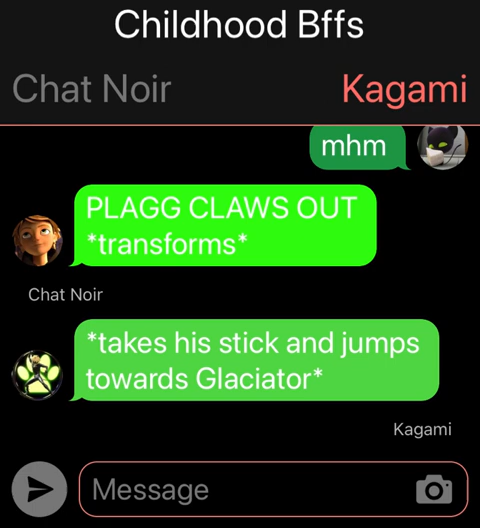 Childhood Bffs
Chat Noir
Kagami
mhm
PLAGG CLAWS OUT
*transforms*
Chat Noir
*takes his stick and jumps
towards Glaciator*
Kagami
Message